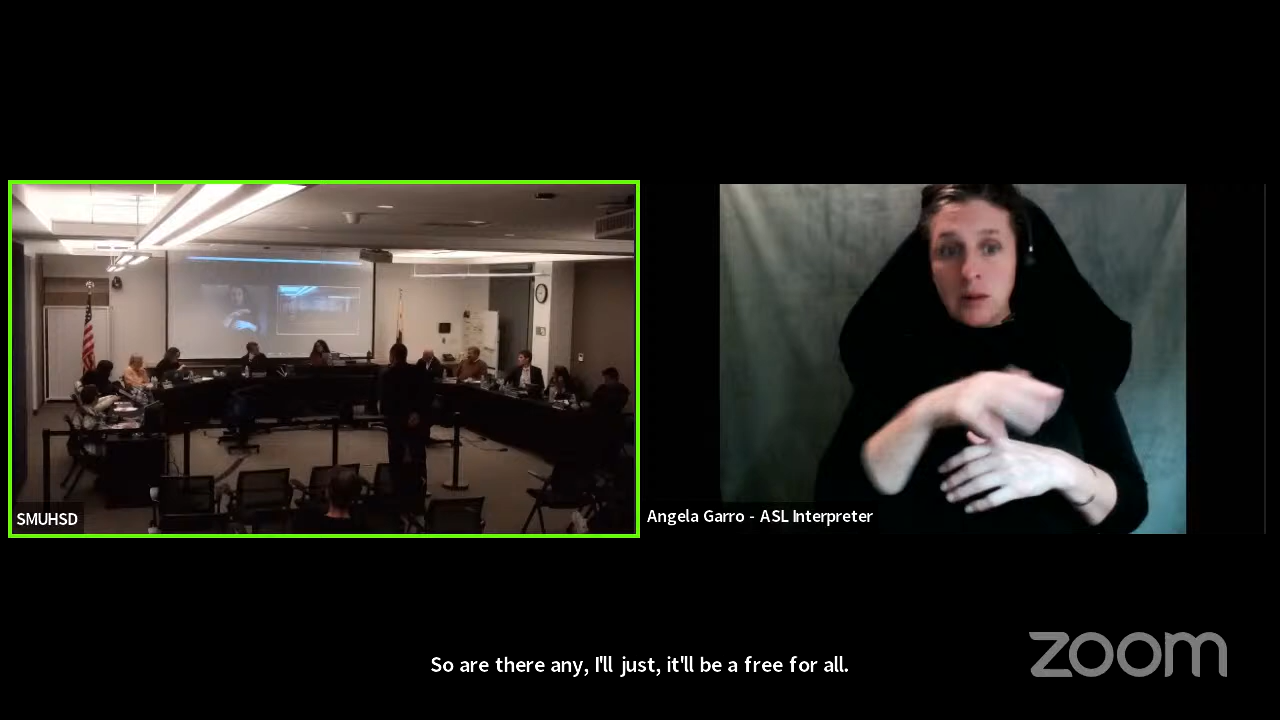 SMUHSD
Angela Garro - ASL Interpreter
So are there any, I'll just, it'll be a free for all.
zoom